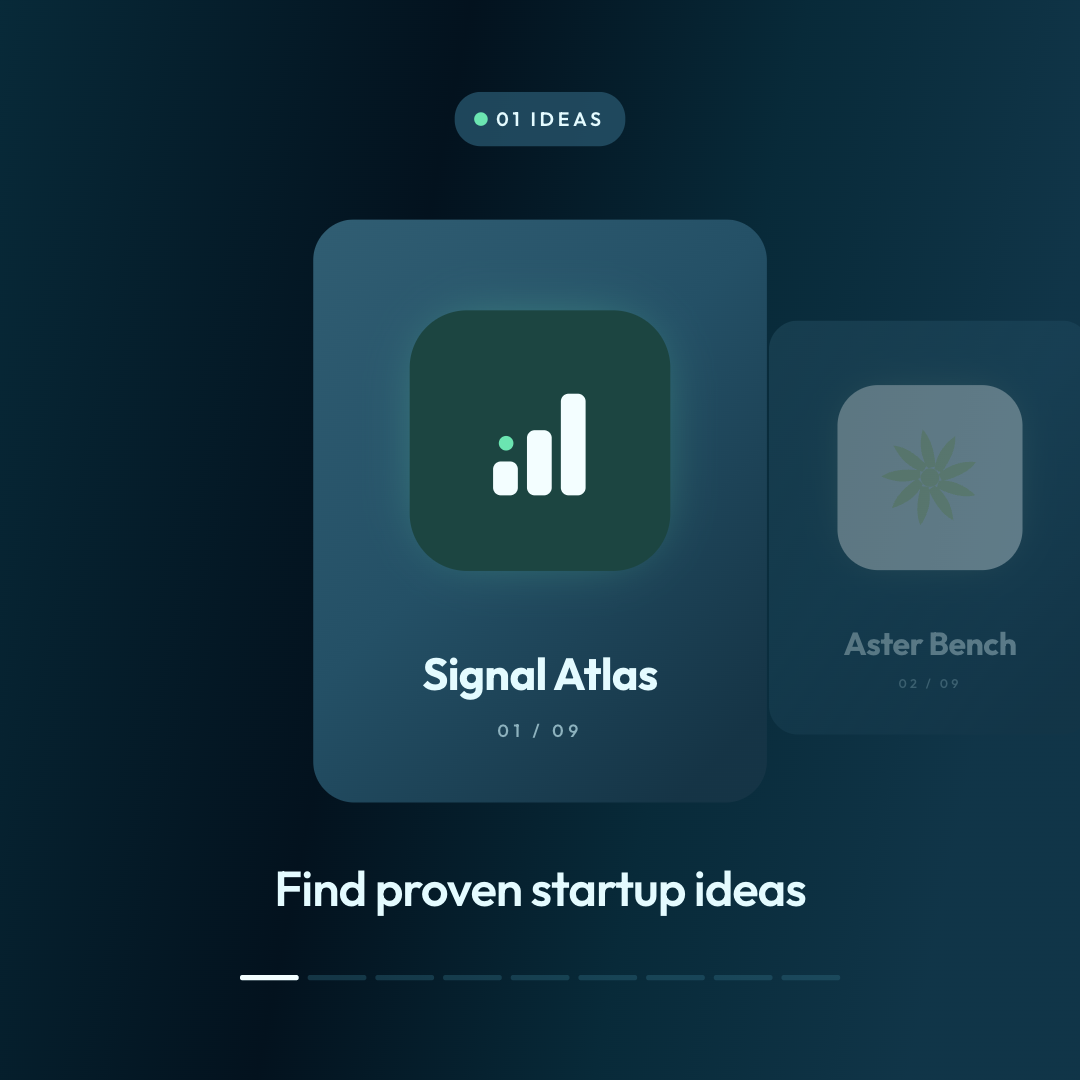 01 IDEAS
Signal Atlas
01 / 09
Aster Bench
02 / 09
Find proven startup ideas